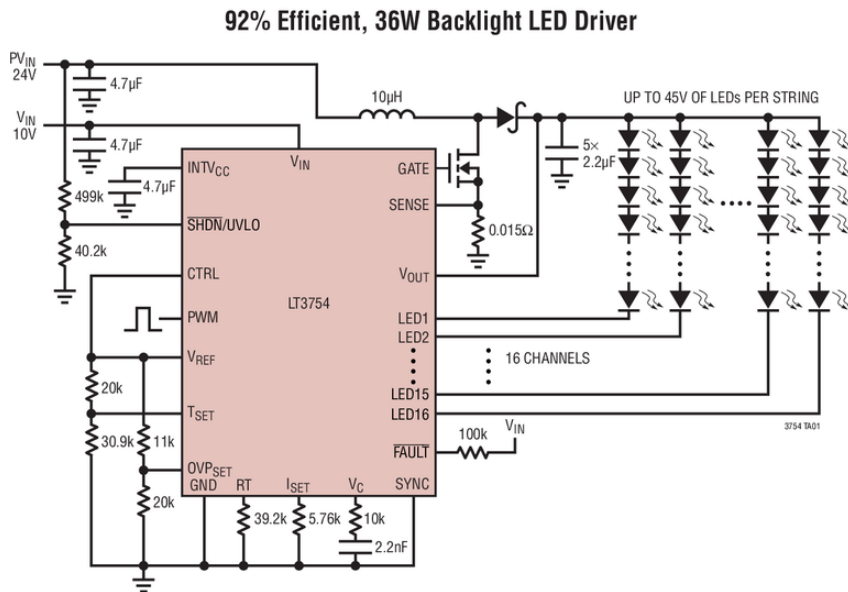 92% Efficient, 36W Backlight LED Driver
PVIN
24V
4.7µF
10µH
UP TO 45V OF LEDs PER STRING
VIN
10V
4.7µF
5×
2.2µF
INTVCC
VIN
GATE
4.7µF
499k
SENSE
SHDN/UVLO
0.015Ω
40.2k
CTRL
VOUT
LT3754
PWM
LED1
LED2
VREF
16 CHANNELS
20k
LED15
TSET
LED16
3754 TA01
30.9k
11k
100k
VIN
FAULT
OVPSET
GND
RT
ISET
VC
SYNC
20k
39.2k
5.76k
10k
2.2nF